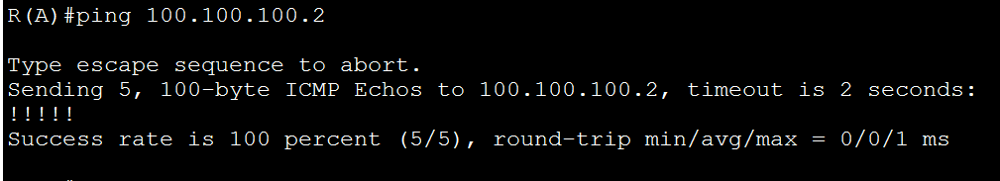 R(A)#ping 100.100.100.2
Type escape sequence to abort.
Sending 5, 100-byte ICMP Echos to 100.100.100.2, timeout is 2 seconds:
!!!!!
Success rate is 100 percent (5/5), round-trip min/avg/max = 0/0/1 ms